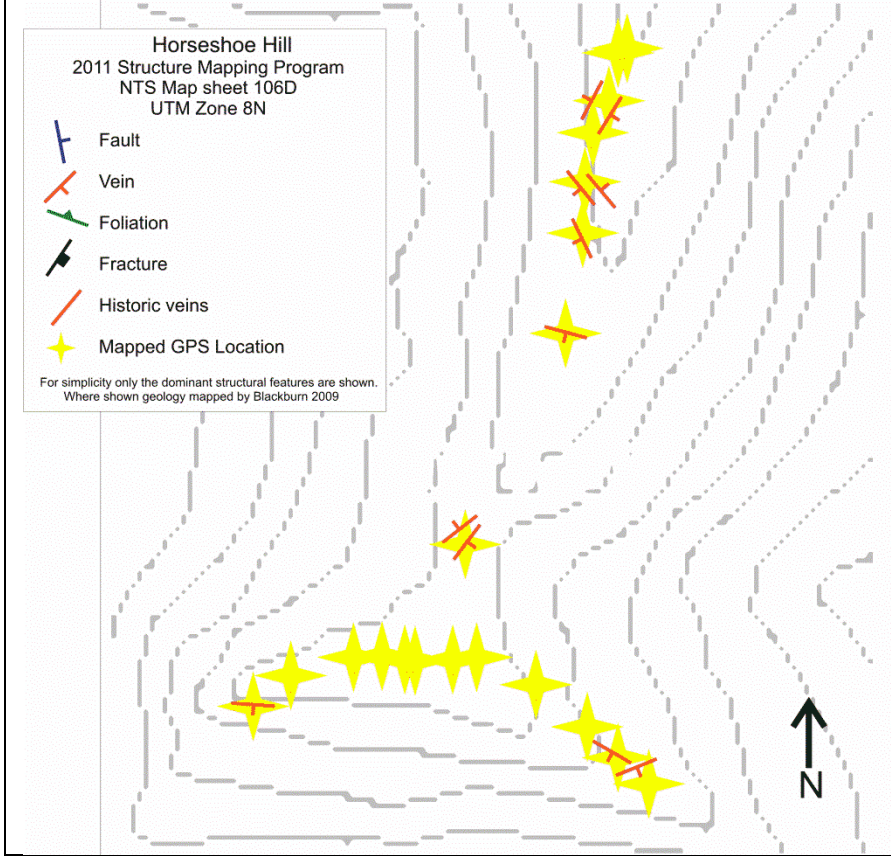 Horseshoe Hill
2011 Structure Mapping Program
NTS Map sheet 106D
UTM Zone 8N
Fault
Vein
Foliation
Fracture
Historic veins
Mapped GPS Location
For simplicity only the dominant structural features are shown.
Where shown geology mapped by Blackburn 2009
N